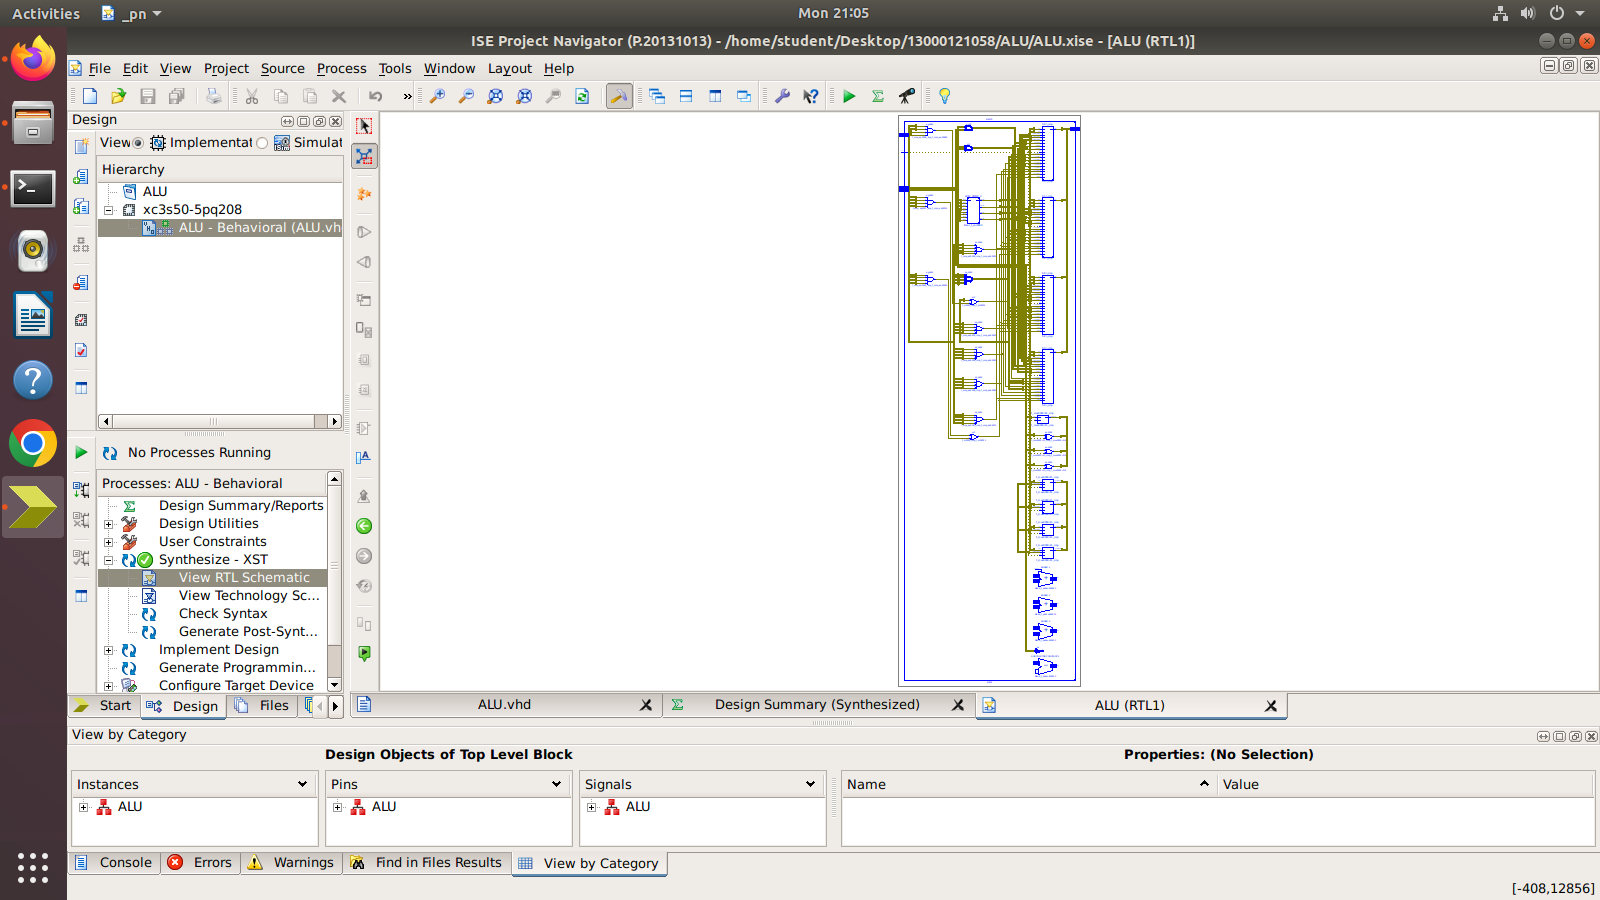 Activities
_pn
Mon 21:05
ISE Project Navigator (P.20131013) - /home/student/Desktop/13000121058/ALU/ALU.xise - [ALU (RTL1)]
File Edit View Project Source Process Tools Window Layout Help
»
Design
View Implementat Simulat
Hierarchy
ALU
xc3s50-5pq208
ALU - Behavioral (ALU.vh
No Processes Running
Processes: ALU - Behavioral
Design Summary/Reports
Design Utilities
User Constraints
Synthesize - XST
View RTL Schematic
View Technology Sc...
Check Syntax
Generate Post-Synt...
Implement Design
Generate Programmin...
Configure Target Device
Start Design Files
ALU.vhd
Design Summary (Synthesized)
ALU (RTL1)
View by Category
Design Objects of Top Level Block
Properties: (No Selection)
Instances Pins Signals Name Value
ALU ALU ALU
Console Errors Warnings Find in Files Results View by Category
[-408,12856]